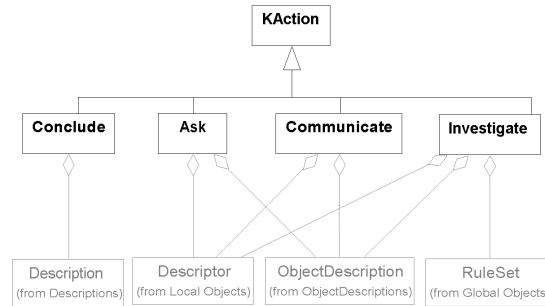 KAction
Conclude
Ask
Communicate
Investigate
Description
(from Descriptions)
Descriptor
(from Local Objects)
ObjectDescription
(from ObjectDescriptions)
RuleSet
(from Global Objects)